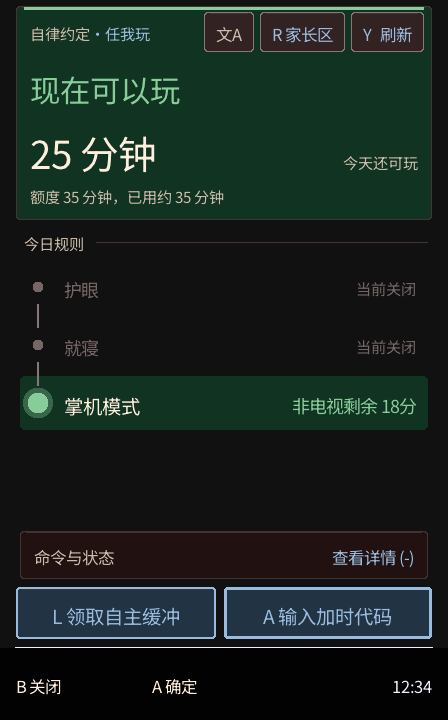 自律约定·任我玩 文A R 家长区 Y 刷新
现在可以玩
25 分钟 今天还可玩
额度 35 分钟，已用约 35 分钟
今日规则
护眼 当前关闭
就寝 当前关闭
掌机模式 非电视剩余 18分
命令与状态 查看详情 (-)
L 领取自主缓冲 A 输入加时代码
B 关闭 A 确定 12:34